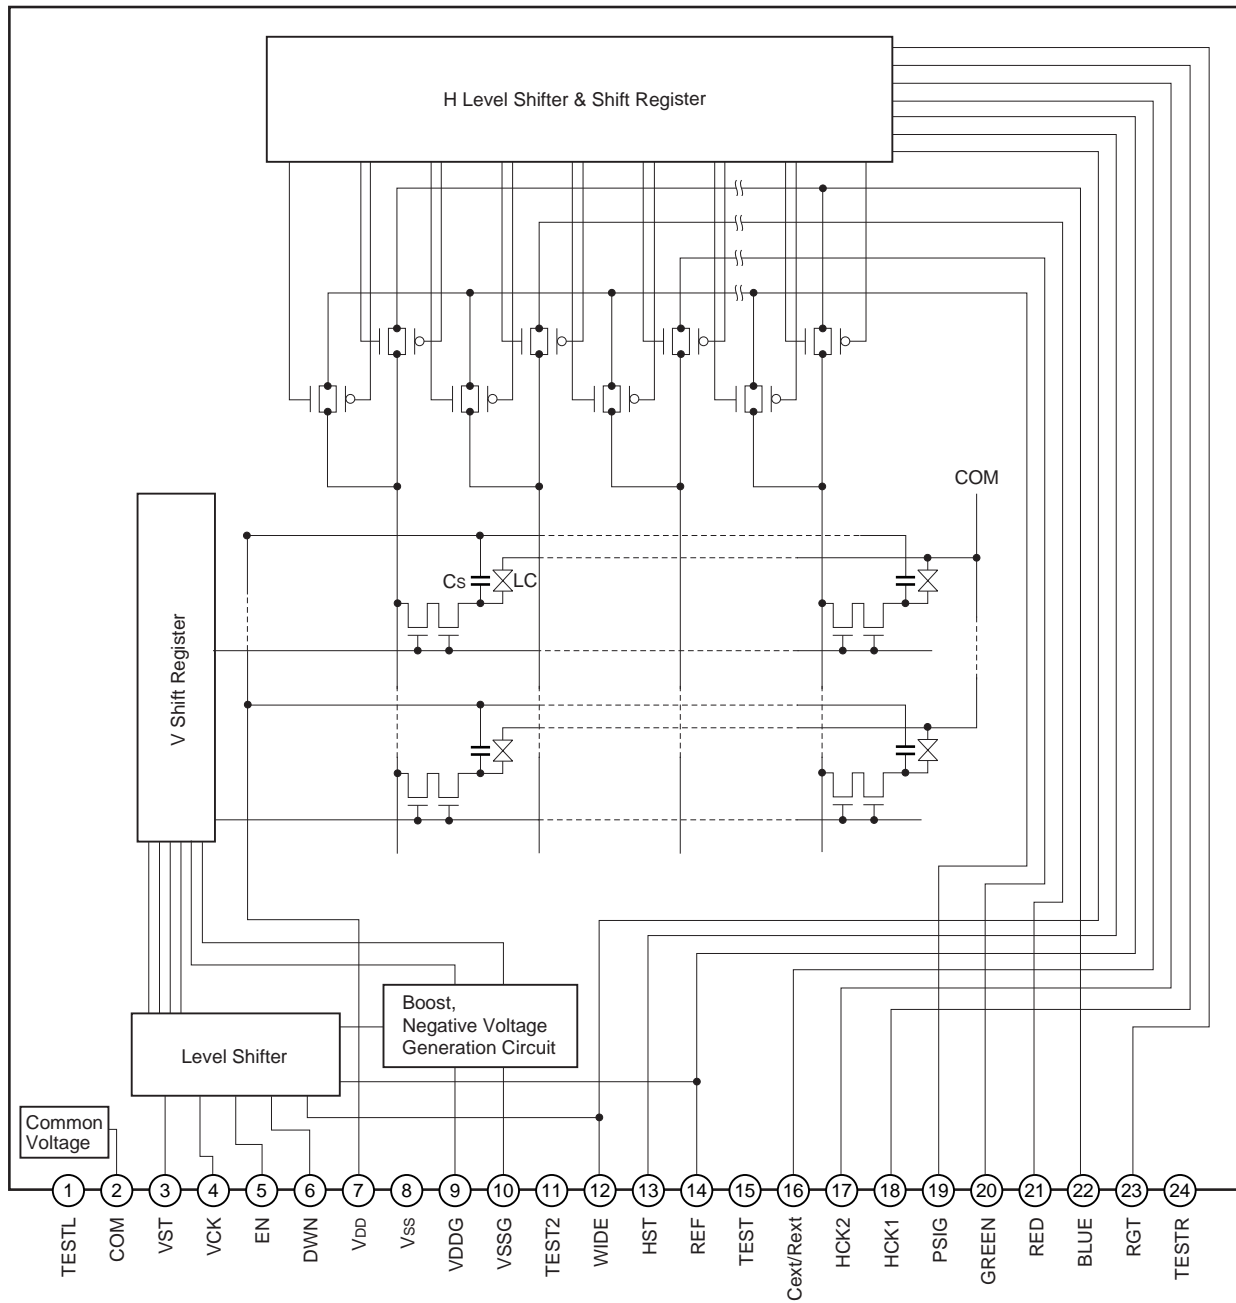 H Level Shifter & Shift Register
COM
Cs
LC
V Shift Register
Boost,
Negative Voltage
Generation Circuit
Level Shifter
Common
Voltage
1
2
3
4
5
6
7
8
9
10
11
12
13
14
15
16
17
18
19
20
21
22
23
24
TESTL
COM
VST
VCK
EN
DWN
VDD
VSS
VDDG
VSSG
TEST2
WIDE
HST
REF
TEST
Cext/Rext
HCK2
HCK1
PSIG
GREEN
RED
BLUE
RGT
TESTR